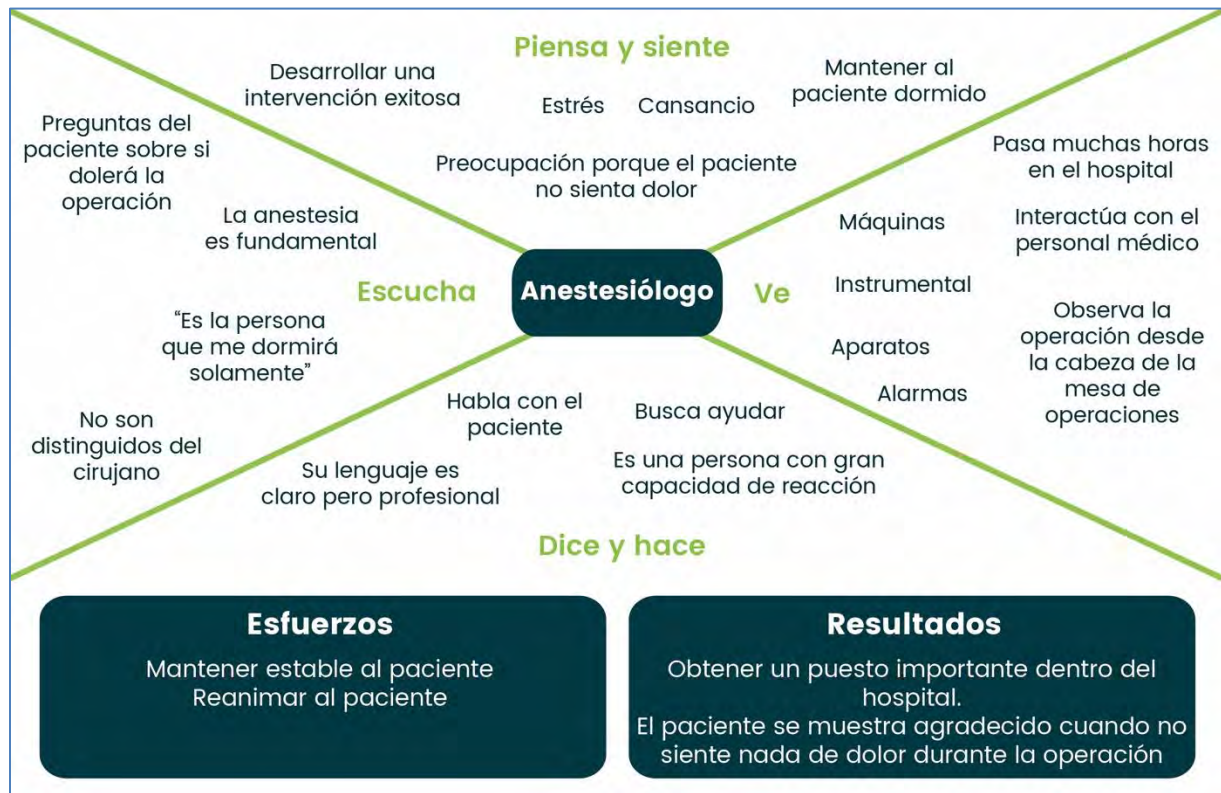 Piensa y siente
Desarrollar una
intervención exitosa
Estrés
Cansancio
Mantener al
paciente dormido
Preocupación porque el paciente
no sienta dolor
Preguntas del
paciente sobre si
dolerá la
operación
La anestesia
es fundamental
Escucha
"Es la persona
que me dormirá
solamente"
No son
distinguidos del
cirujano
Anestesiólogo
Ve
Pasa muchas horas
en el hospital
Máquinas
Interactúa con el
personal médico
Instrumental
Aparatos
Alarmas
Observa la
operación desde
la cabeza de la
mesa de
operaciones
Habla con el
paciente
Busca ayudar
Su lenguaje es
claro pero profesional
Es una persona con gran
capacidad de reacción
Dice y hace
Esfuerzos
Mantener estable al paciente
Reanimar al paciente
Resultados
Obtener un puesto importante dentro del
hospital.
El paciente se muestra agradecido cuando no
siente nada de dolor durante la operación